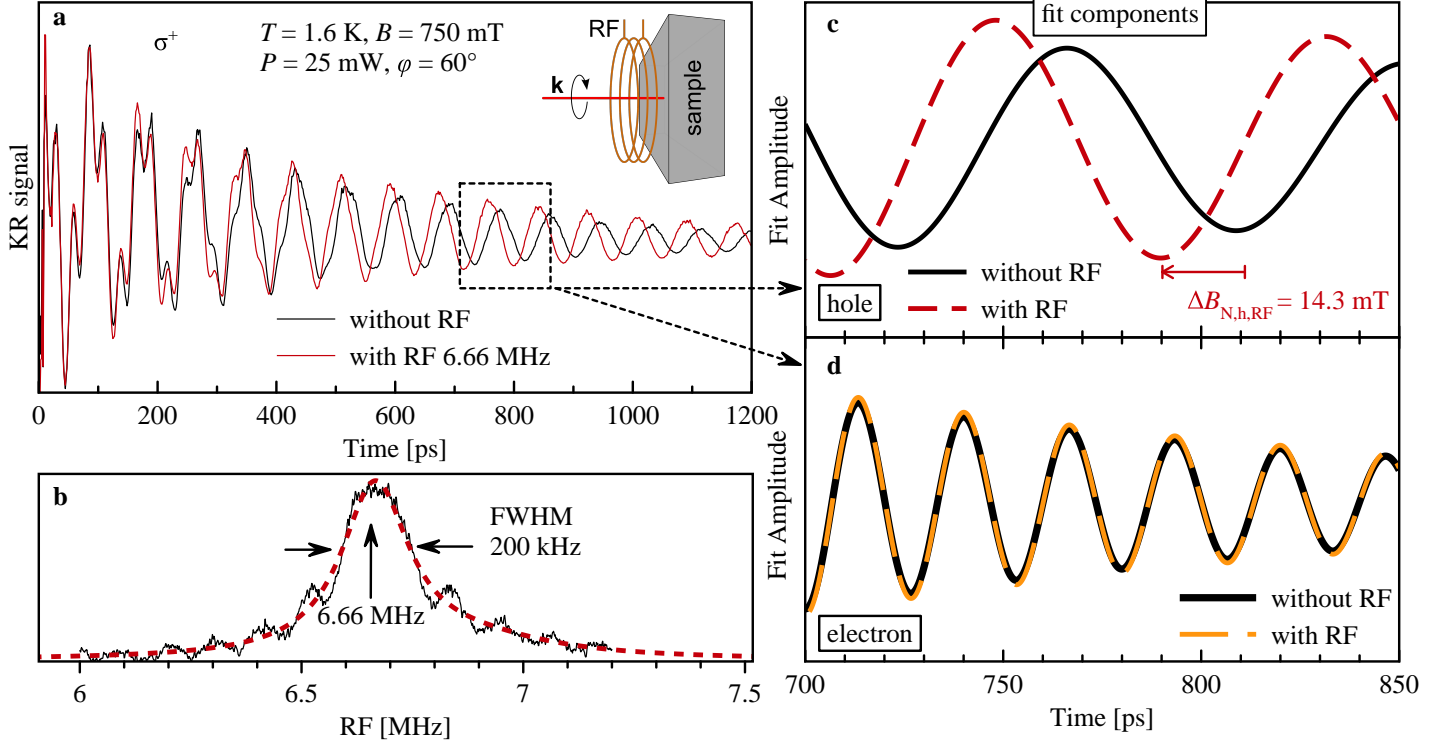 a
σ+
T = 1.6 K, B = 750 mT
P = 25 mW, φ = 60°
RF
k
sample
KR signal
without RF
with RF 6.66 MHz
0 200 400 600 800 1000 1200
Time [ps]
b
FWHM
200 kHz
6.66 MHz
6 6.5 7 7.5
RF [MHz]
c
fit components
Fit Amplitude
without RF
with RF
hole
ΔB_N,h,RF = 14.3 mT
d
Fit Amplitude
without RF
with RF
electron
700 750 800 850
Time [ps]